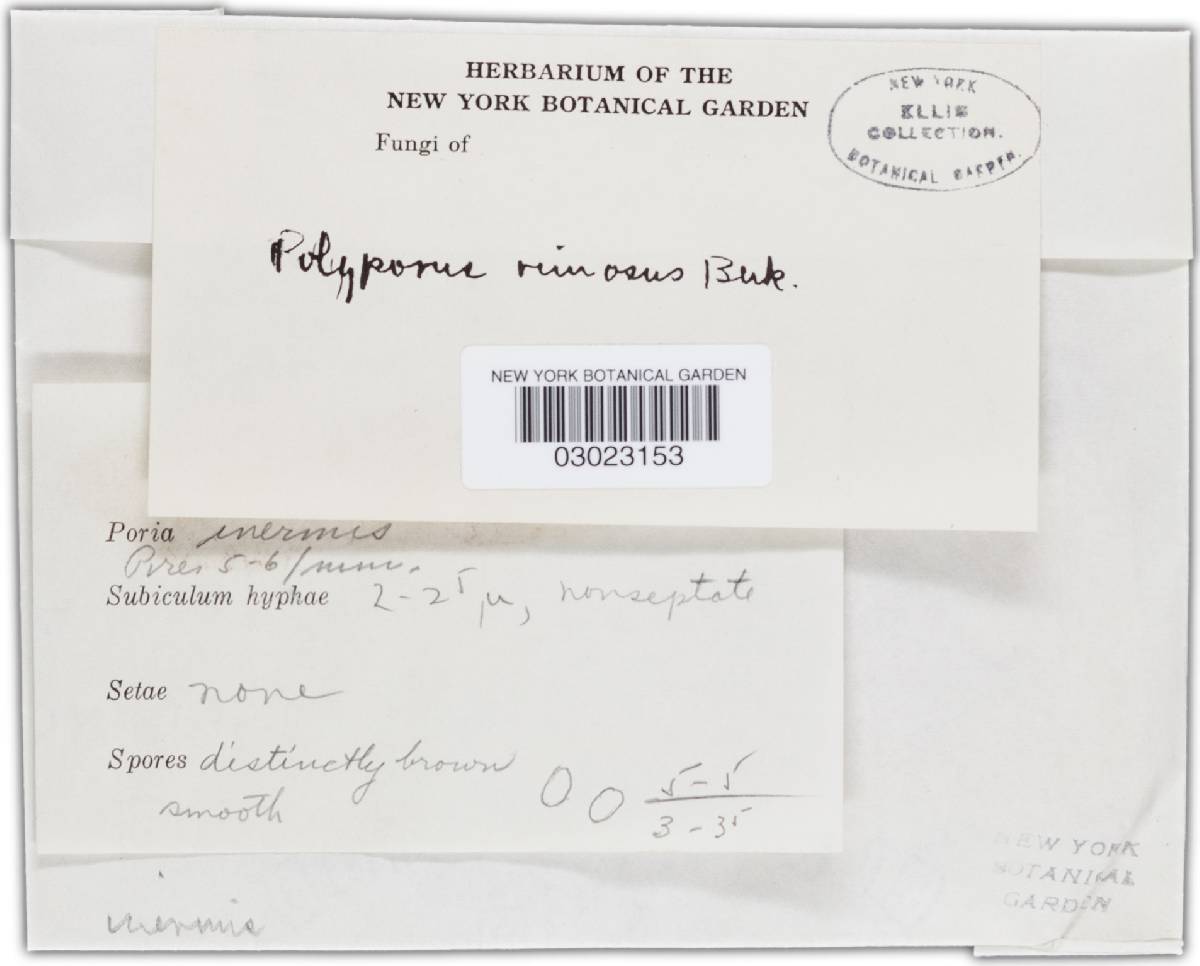 HERBARIUM OF THE
NEW YORK BOTANICAL GARDEN
Fungi of
NEW YORK
ELLIS
COLLECTION.
BOTANICAL GARDEN.
Polyporus rimosus Berk.
NEW YORK BOTANICAL GARDEN
03023153
Poria inermis
Pores 5-6/mm.
Subiculum hyphae 2-2⁵ µ, nonseptate
Setae none
Spores distinctly brown
smooth
5-5
3-3⁵
NEW YORK
BOTANICAL
GARDEN
inermis